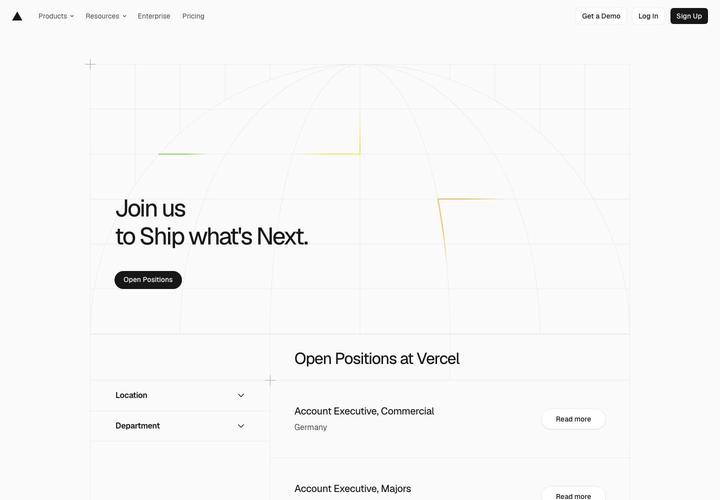 Products
Resources
Enterprise
Pricing
Get a Demo
Log In
Sign Up
Join us
to Ship what's Next.
Open Positions
Open Positions at Vercel
Location
Department
Account Executive, Commercial
Germany
Read more
Account Executive, Majors
Read more